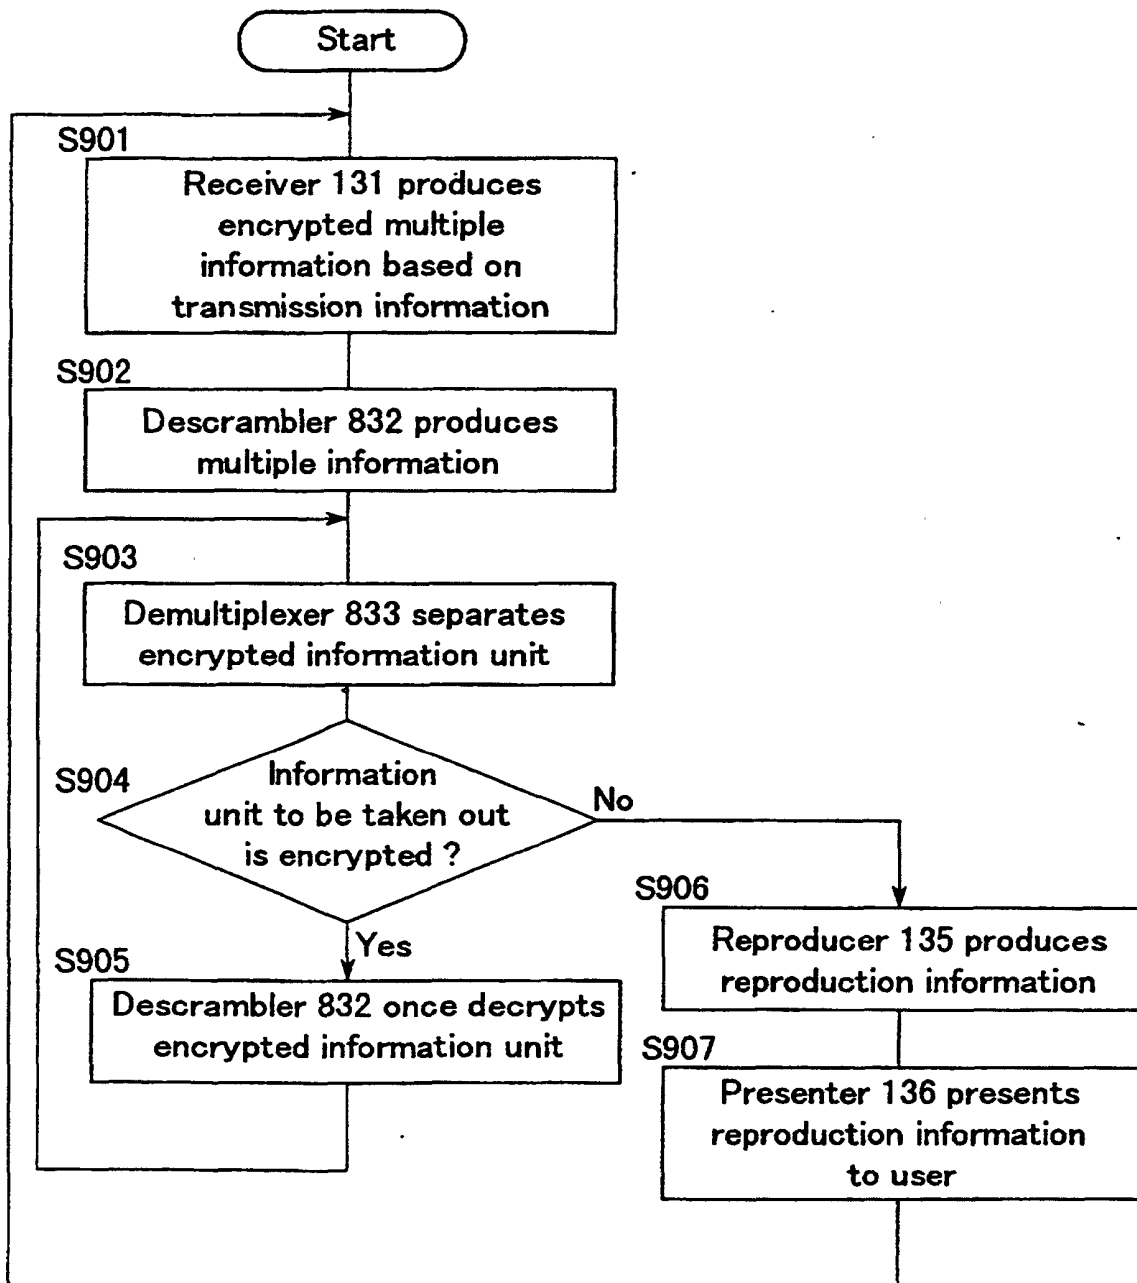 Start
S901
Receiver 131 produces
encrypted multiple
information based on
transmission information
S902
Descrambler 832 produces
multiple information
S903
Demultiplexer 833 separates
encrypted information unit
S904
Information
unit to be taken out
is encrypted ?
No
Yes
S905
Descrambler 832 once decrypts
encrypted information unit
S906
Reproducer 135 produces
reproduction information
S907
Presenter 136 presents
reproduction information
to user